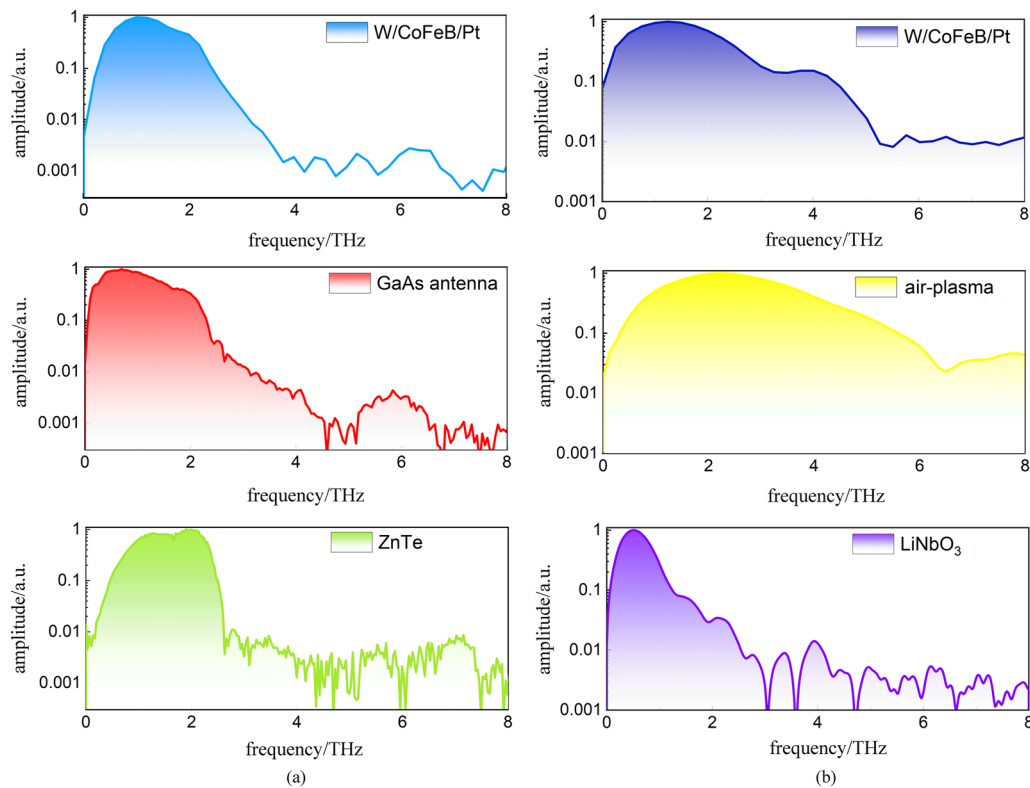 W/CoFeB/Pt
amplitude/a.u.
1
0.1
0.01
0.001
0 2 4 6 8
frequency/THz
GaAs antenna
amplitude/a.u.
1
0.1
0.01
0.001
0 2 4 6 8
frequency/THz
ZnTe
amplitude/a.u.
1
0.1
0.01
0.001
0 2 4 6 8
frequency/THz
(a)
W/CoFeB/Pt
amplitude/a.u.
1
0.1
0.01
0.001
0 2 4 6 8
frequency/THz
air-plasma
amplitude/a.u.
1
0.1
0.01
0.001
0 2 4 6 8
frequency/THz
LiNbO₃
amplitude/a.u.
1
0.1
0.01
0.001
0 2 4 6 8
frequency/THz
(b)